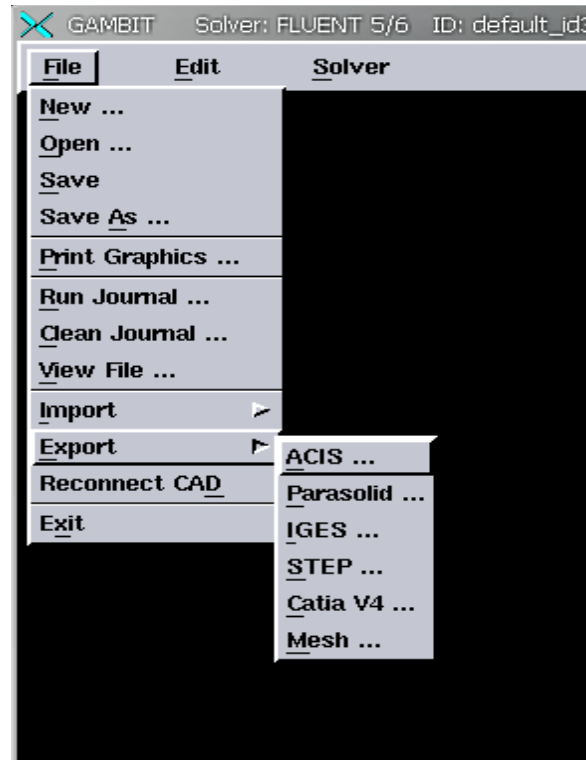 GAMBIT Solver: FLUENT 5/6 ID: default_id3
File Edit Solver
New ...
Open ...
Save
Save As ...
Print Graphics ...
Run Journal ...
Clean Journal ...
View File ...
Import
Export
Reconnect CAD
Exit
ACIS ...
Parasolid ...
IGES ...
STEP ...
Catia V4 ...
Mesh ...